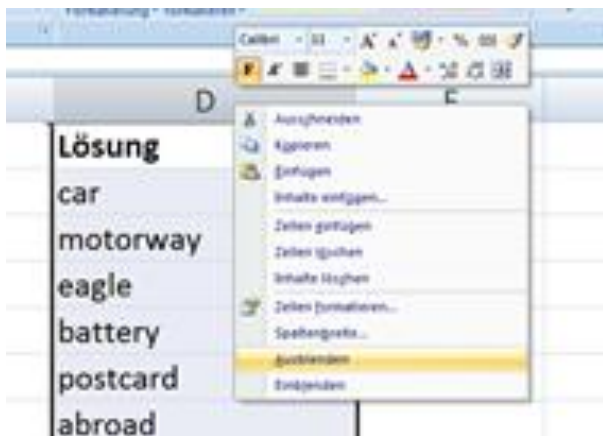 Calibri 11 A A %
F K A
D E
Lösung
car
motorway
eagle
battery
postcard
abroad
Ausschneiden
Kopieren
Einfügen
Inhalte einfügen...
Zellen einfügen
Zellen löschen
Inhalte löschen
Zellen formatieren...
Spaltenbreite...
Ausblenden
Einblenden